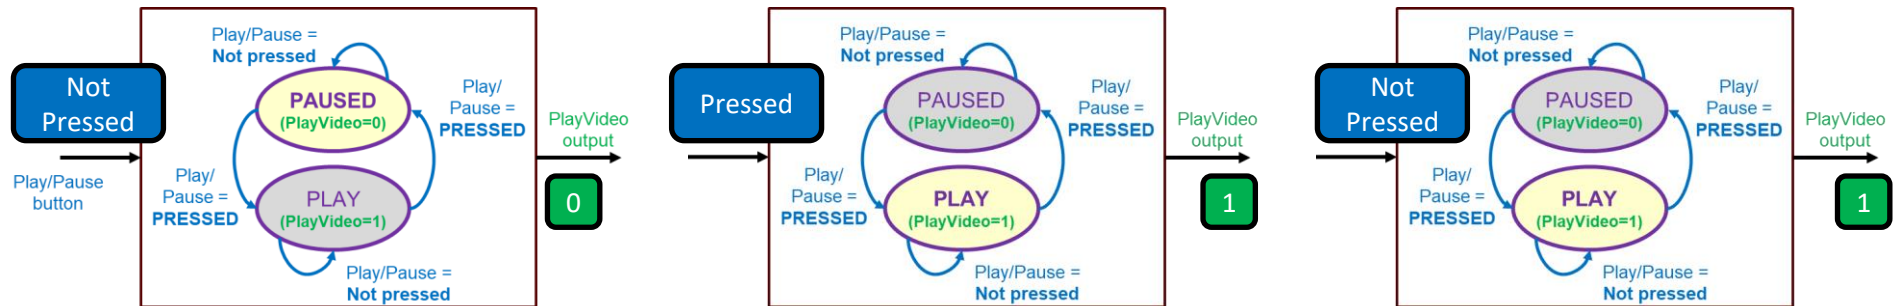 Not
Pressed
Play/Pause
button
Play/Pause =
Not pressed
PAUSED
(PlayVideo=0)
Play/
Pause =
PRESSED
Play/
Pause =
PRESSED
PLAY
(PlayVideo=1)
Play/Pause =
Not pressed
PlayVideo
output
0
Pressed
Play/Pause =
Not pressed
PAUSED
(PlayVideo=0)
Play/
Pause =
PRESSED
Play/
Pause =
PRESSED
PLAY
(PlayVideo=1)
Play/Pause =
Not pressed
PlayVideo
output
1
Not
Pressed
Play/Pause =
Not pressed
PAUSED
(PlayVideo=0)
Play/
Pause =
PRESSED
Play/
Pause =
PRESSED
PLAY
(PlayVideo=1)
Play/Pause =
Not pressed
PlayVideo
output
1